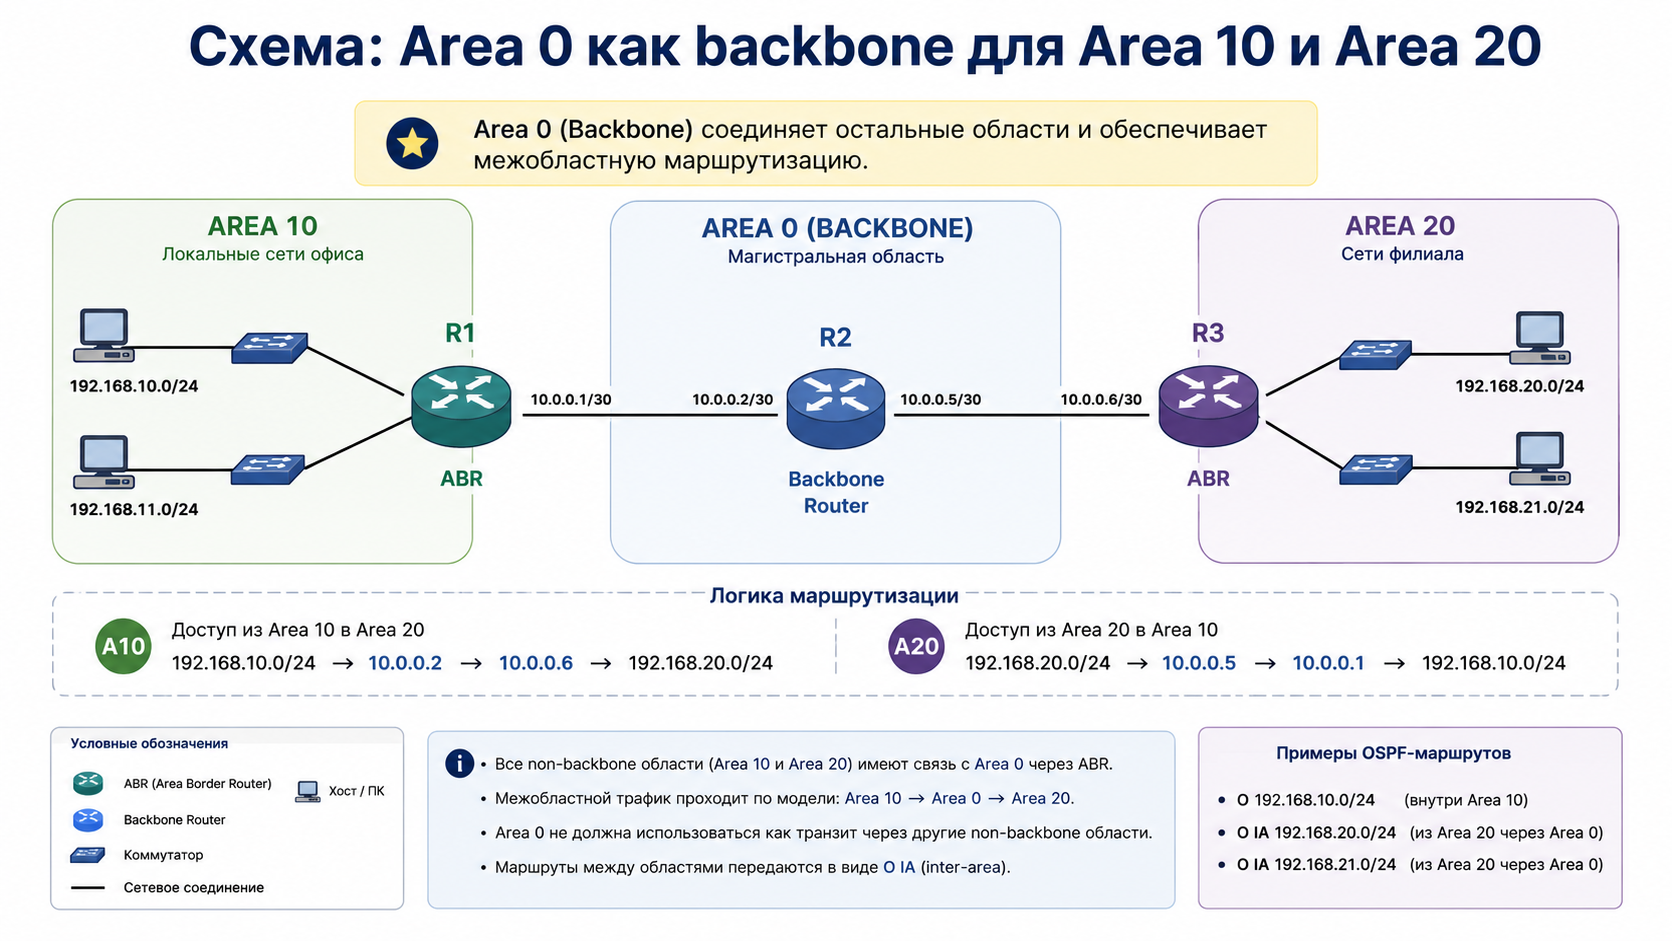 Схема: Area 0 как backbone для Area 10 и Area 20
Area 0 (Backbone) соединяет остальные области и обеспечивает
межобластную маршрутизацию.
AREA 10
Локальные сети офиса
192.168.10.0/24
192.168.11.0/24
R1
ABR
10.0.0.1/30
AREA 0 (BACKBONE)
Магистральная область
10.0.0.2/30
R2
Backbone
Router
10.0.0.5/30
10.0.0.6/30
AREA 20
Сети филиала
R3
ABR
192.168.20.0/24
192.168.21.0/24
Логика маршрутизации
A10
Доступ из Area 10 в Area 20
192.168.10.0/24 → 10.0.0.2 → 10.0.0.6 → 192.168.20.0/24
A20
Доступ из Area 20 в Area 10
192.168.20.0/24 → 10.0.0.5 → 10.0.0.1 → 192.168.10.0/24
Условные обозначения
ABR (Area Border Router)
Хост / ПК
Backbone Router
Коммутатор
Сетевое соединение
i
• Все non-backbone области (Area 10 и Area 20) имеют связь с Area 0 через ABR.
• Межобластной трафик проходит по модели: Area 10 → Area 0 → Area 20.
• Area 0 не должна использоваться как транзит через другие non-backbone области.
• Маршруты между областями передаются в виде O IA (inter-area).
Примеры OSPF-маршрутов
• O 192.168.10.0/24 (внутри Area 10)
• O IA 192.168.20.0/24 (из Area 20 через Area 0)
• O IA 192.168.21.0/24 (из Area 20 через Area 0)